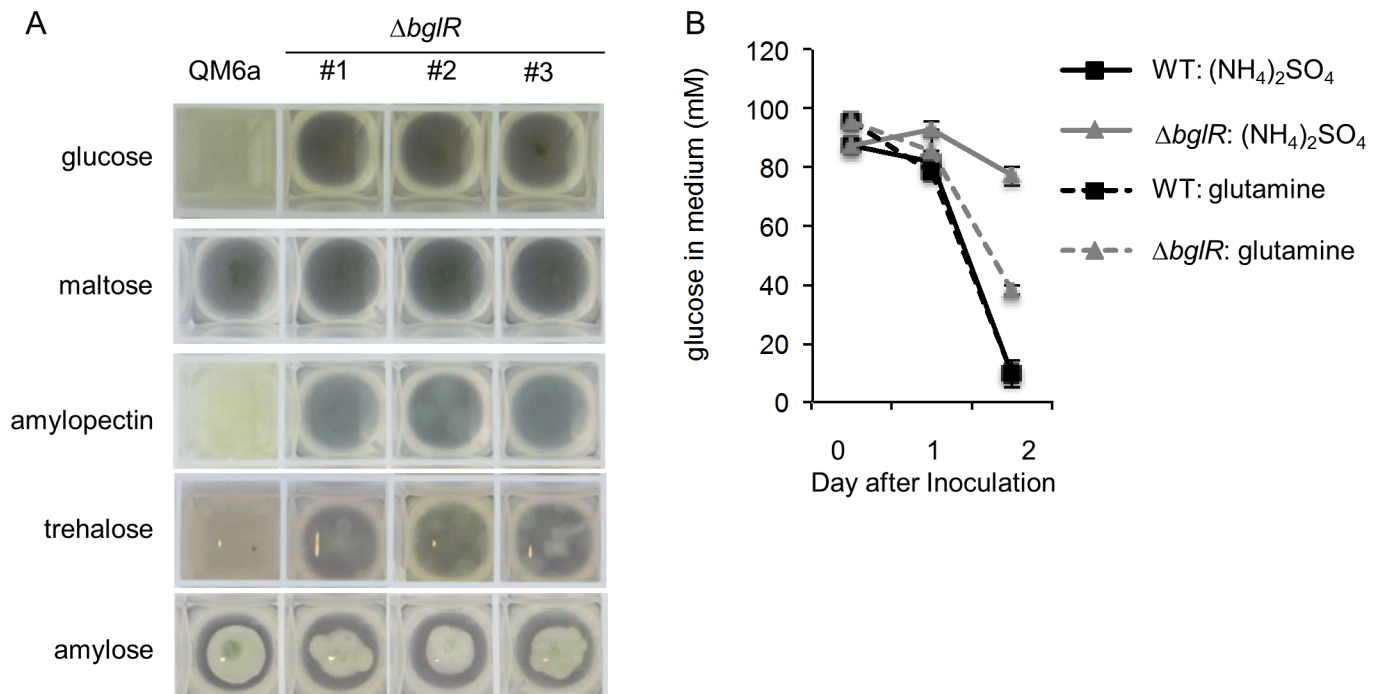 A
ΔbglR
QM6a #1 #2 #3
glucose
maltose
amylopectin
trehalose
amylose
B
120
100
80
60
40
20
0
glucose in medium (mM)
0 1 2
Day after Inoculation
WT: (NH₄)₂SO₄
ΔbglR: (NH₄)₂SO₄
WT: glutamine
ΔbglR: glutamine